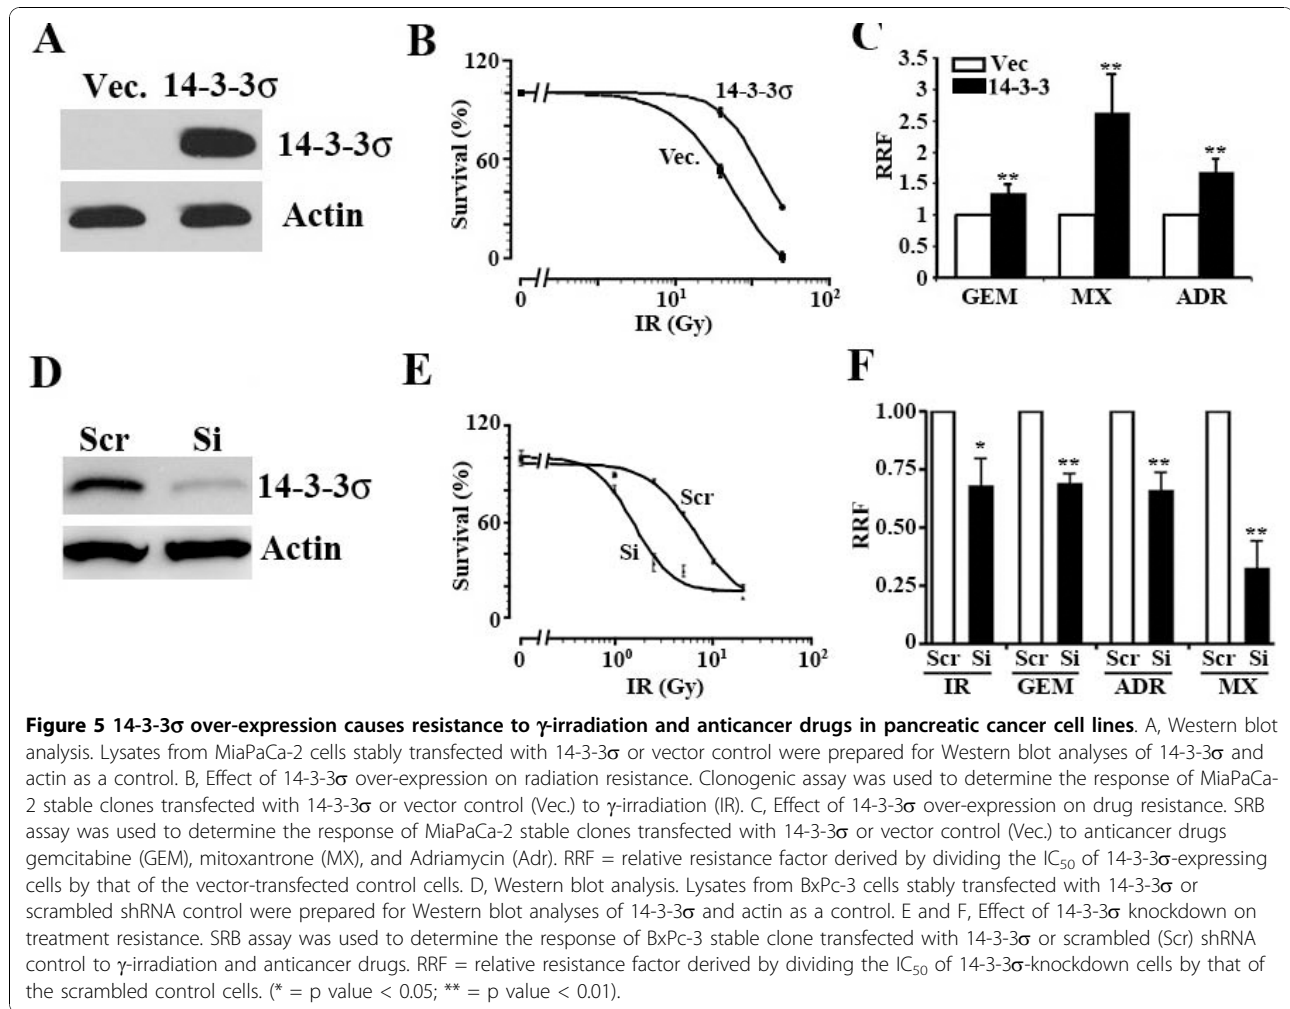 A
Vec. 14-3-3σ
14-3-3σ
Actin
B
120
60
0
Survival (%)
14-3-3σ
Vec.
0 10¹ 10²
IR (Gy)
C
3.5
3
2.5
2
1.5
1
0.5
0
RRF
Vec
14-3-3
**
**
**
GEM MX ADR
D
Scr Si
14-3-3σ
Actin
E
120
60
0
Survival (%)
Scr
Si
0 10⁰ 10¹ 10²
IR (Gy)
F
1.00
0.75
0.50
0.25
0
RRF
*
**
**
**
Scr Si Scr Si Scr Si Scr Si
IR GEM ADR MX
Figure 5 14-3-3σ over-expression causes resistance to γ-irradiation and anticancer drugs in pancreatic cancer cell lines. A, Western blot
analysis. Lysates from MiaPaCa-2 cells stably transfected with 14-3-3σ or vector control were prepared for Western blot analyses of 14-3-3σ and
actin as a control. B, Effect of 14-3-3σ over-expression on radiation resistance. Clonogenic assay was used to determine the response of MiaPaCa-
2 stable clones transfected with 14-3-3σ or vector control (Vec.) to γ-irradiation (IR). C, Effect of 14-3-3σ over-expression on drug resistance. SRB
assay was used to determine the response of MiaPaCa-2 stable clones transfected with 14-3-3σ or vector control (Vec.) to anticancer drugs
gemcitabine (GEM), mitoxantrone (MX), and Adriamycin (Adr). RRF = relative resistance factor derived by dividing the IC₅₀ of 14-3-3σ-expressing
cells by that of the vector-transfected control cells. D, Western blot analysis. Lysates from BxPc-3 cells stably transfected with 14-3-3σ or
scrambled shRNA control were prepared for Western blot analyses of 14-3-3σ and actin as a control. E and F, Effect of 14-3-3σ knockdown on
treatment resistance. SRB assay was used to determine the response of BxPc-3 stable clone transfected with 14-3-3σ or scrambled (Scr) shRNA
control to γ-irradiation and anticancer drugs. RRF = relative resistance factor derived by dividing the IC₅₀ of 14-3-3σ-knockdown cells by that of
the scrambled control cells. (* = p value < 0.05; ** = p value < 0.01).